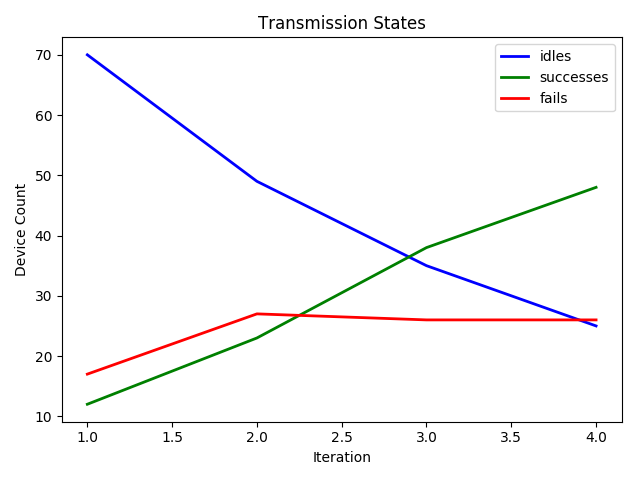 Transmission States
idles
successes
fails
Device Count
70
60
50
40
30
20
10
1.0 1.5 2.0 2.5 3.0 3.5 4.0
Iteration